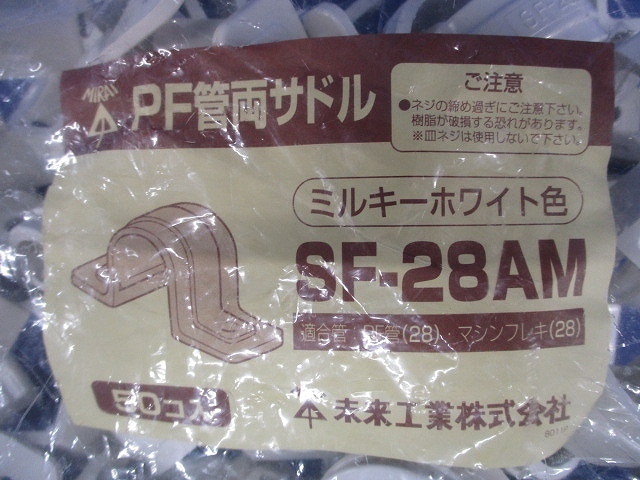 MIRAI
PF管両サドル
ご注意
●ネジの締め過ぎにご注意下さい。
樹脂が破損する恐れがあります。
※皿ネジは使用しないで下さい。
ミルキーホワイト色
SF-28AM
適合管 PF管(28)・マシンフレキ(28)
50コ入
未来工業株式会社